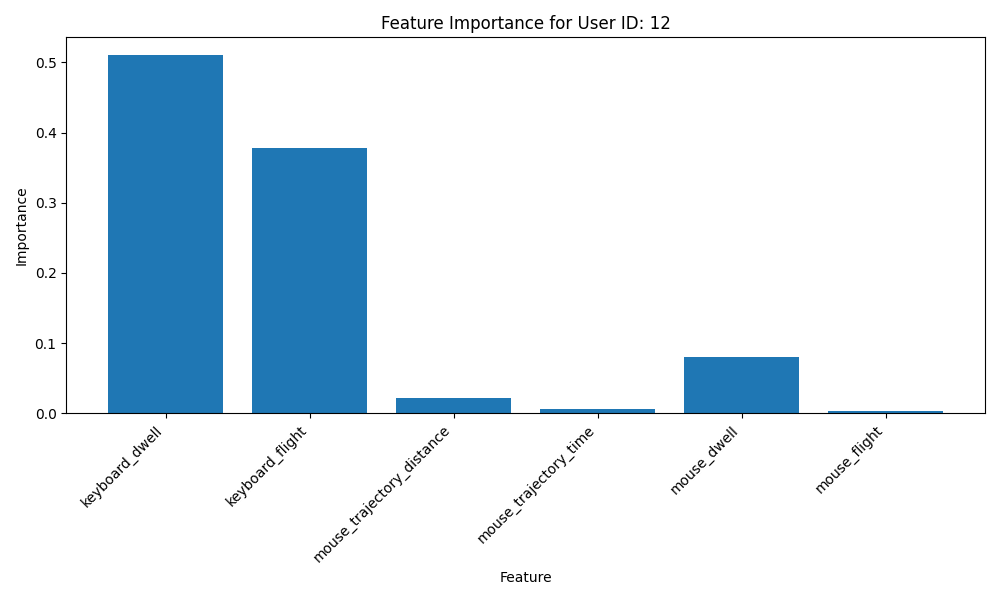 Feature Importance for User ID: 12
Importance
0.5
0.4
0.3
0.2
0.1
0.0
keyboard_dwell
keyboard_flight
mouse_trajectory_distance
mouse_trajectory_time
mouse_dwell
mouse_flight
Feature